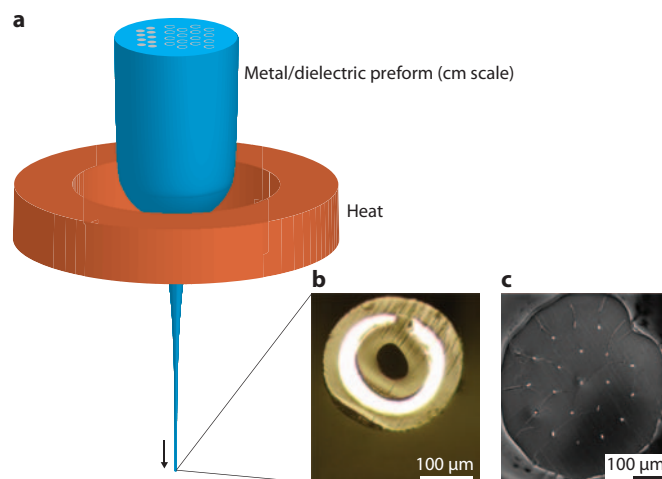 a
Metal/dielectric preform (cm scale)
Heat
b
c
100 µm
100 µm